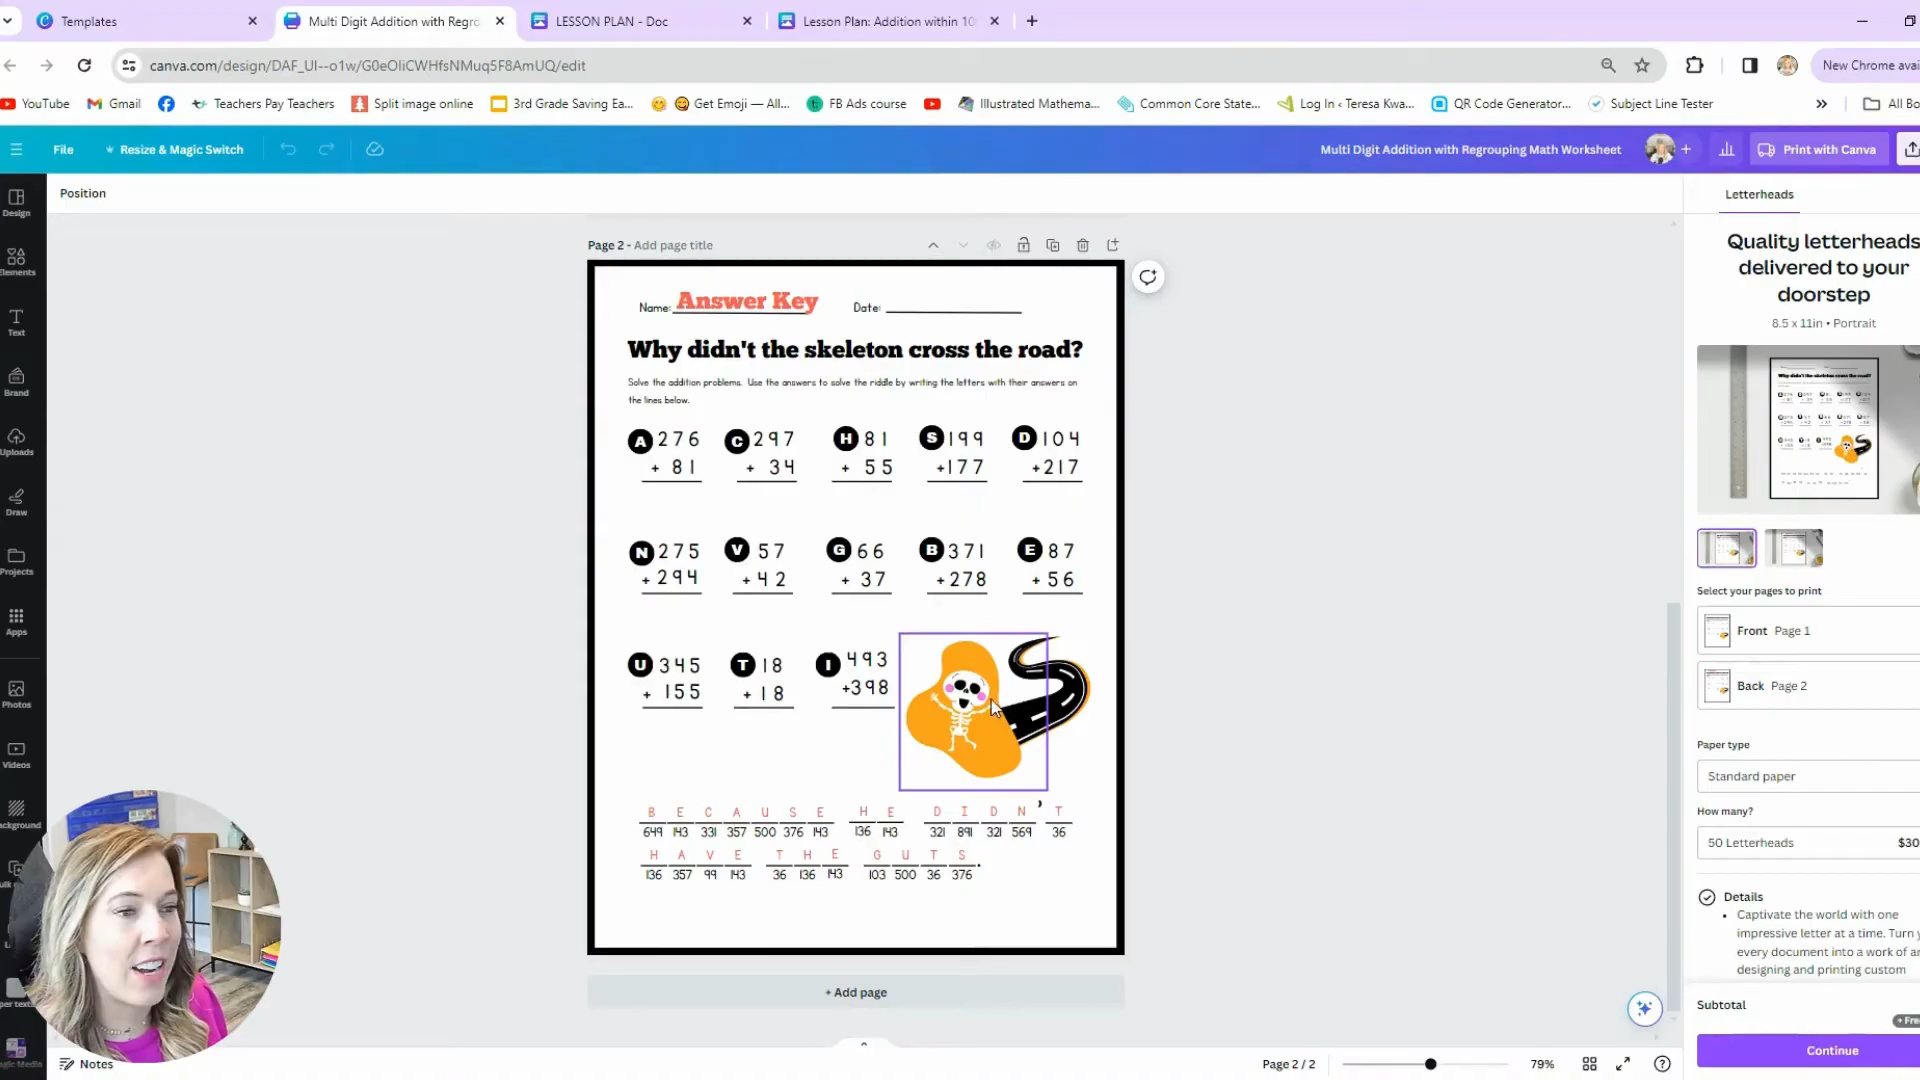 Templates
Multi Digit Addition with Regro
LESSON PLAN - Doc
Lesson Plan: Addition within 10
canva.com/design/DAF_UI--o1w/G0eOliCWHfsNMuq5F8AmUQ/edit
New Chrome avai
YouTube
Gmail
Teachers Pay Teachers
Split image online
3rd Grade Saving Ea...
Get Emoji — All...
FB Ads course
Illustrated Mathema...
Common Core State...
Log In ‹ Teresa Kwa...
QR Code Generator...
Subject Line Tester
»
All Bo
File
Resize & Magic Switch
Multi Digit Addition with Regrouping Math Worksheet
Print with Canva
Position
Design
Elements
Text
Brand
Uploads
Draw
Projects
Apps
Photos
Videos
ackground
Page 2 - Add page title
Name: Answer Key Date:
Why didn't the skeleton cross the road?
Solve the addition problems. Use the answers to solve the riddle by writing the letters with their answers on
the lines below.
A 276 C 297 H 81 S 199 D 104
+ 81 + 34 + 55 +177 +217
N 275 V 57 G 66 B 371 E 87
+ 294 + 42 + 37 +278 + 56
U 345 T 18 I 493
+ 155 + 18 +398
B E C A U S E H E D I D N ' T
649 143 331 357 500 376 143 136 143 321 891 321 569 36
H A V E T H E G U T S .
136 357 99 143 36 136 143 103 500 36 376
+ Add page
Notes
Page 2 / 2
79%
Letterheads
Quality letterheads
delivered to your
doorstep
8.5 x 11in • Portrait
Select your pages to print
Front Page 1
Back Page 2
Paper type
Standard paper
How many?
50 Letterheads $30
Details
• Captivate the world with one
impressive letter at a time. Turn y
every document into a work of ar
designing and printing custom
Subtotal
Free
Continue